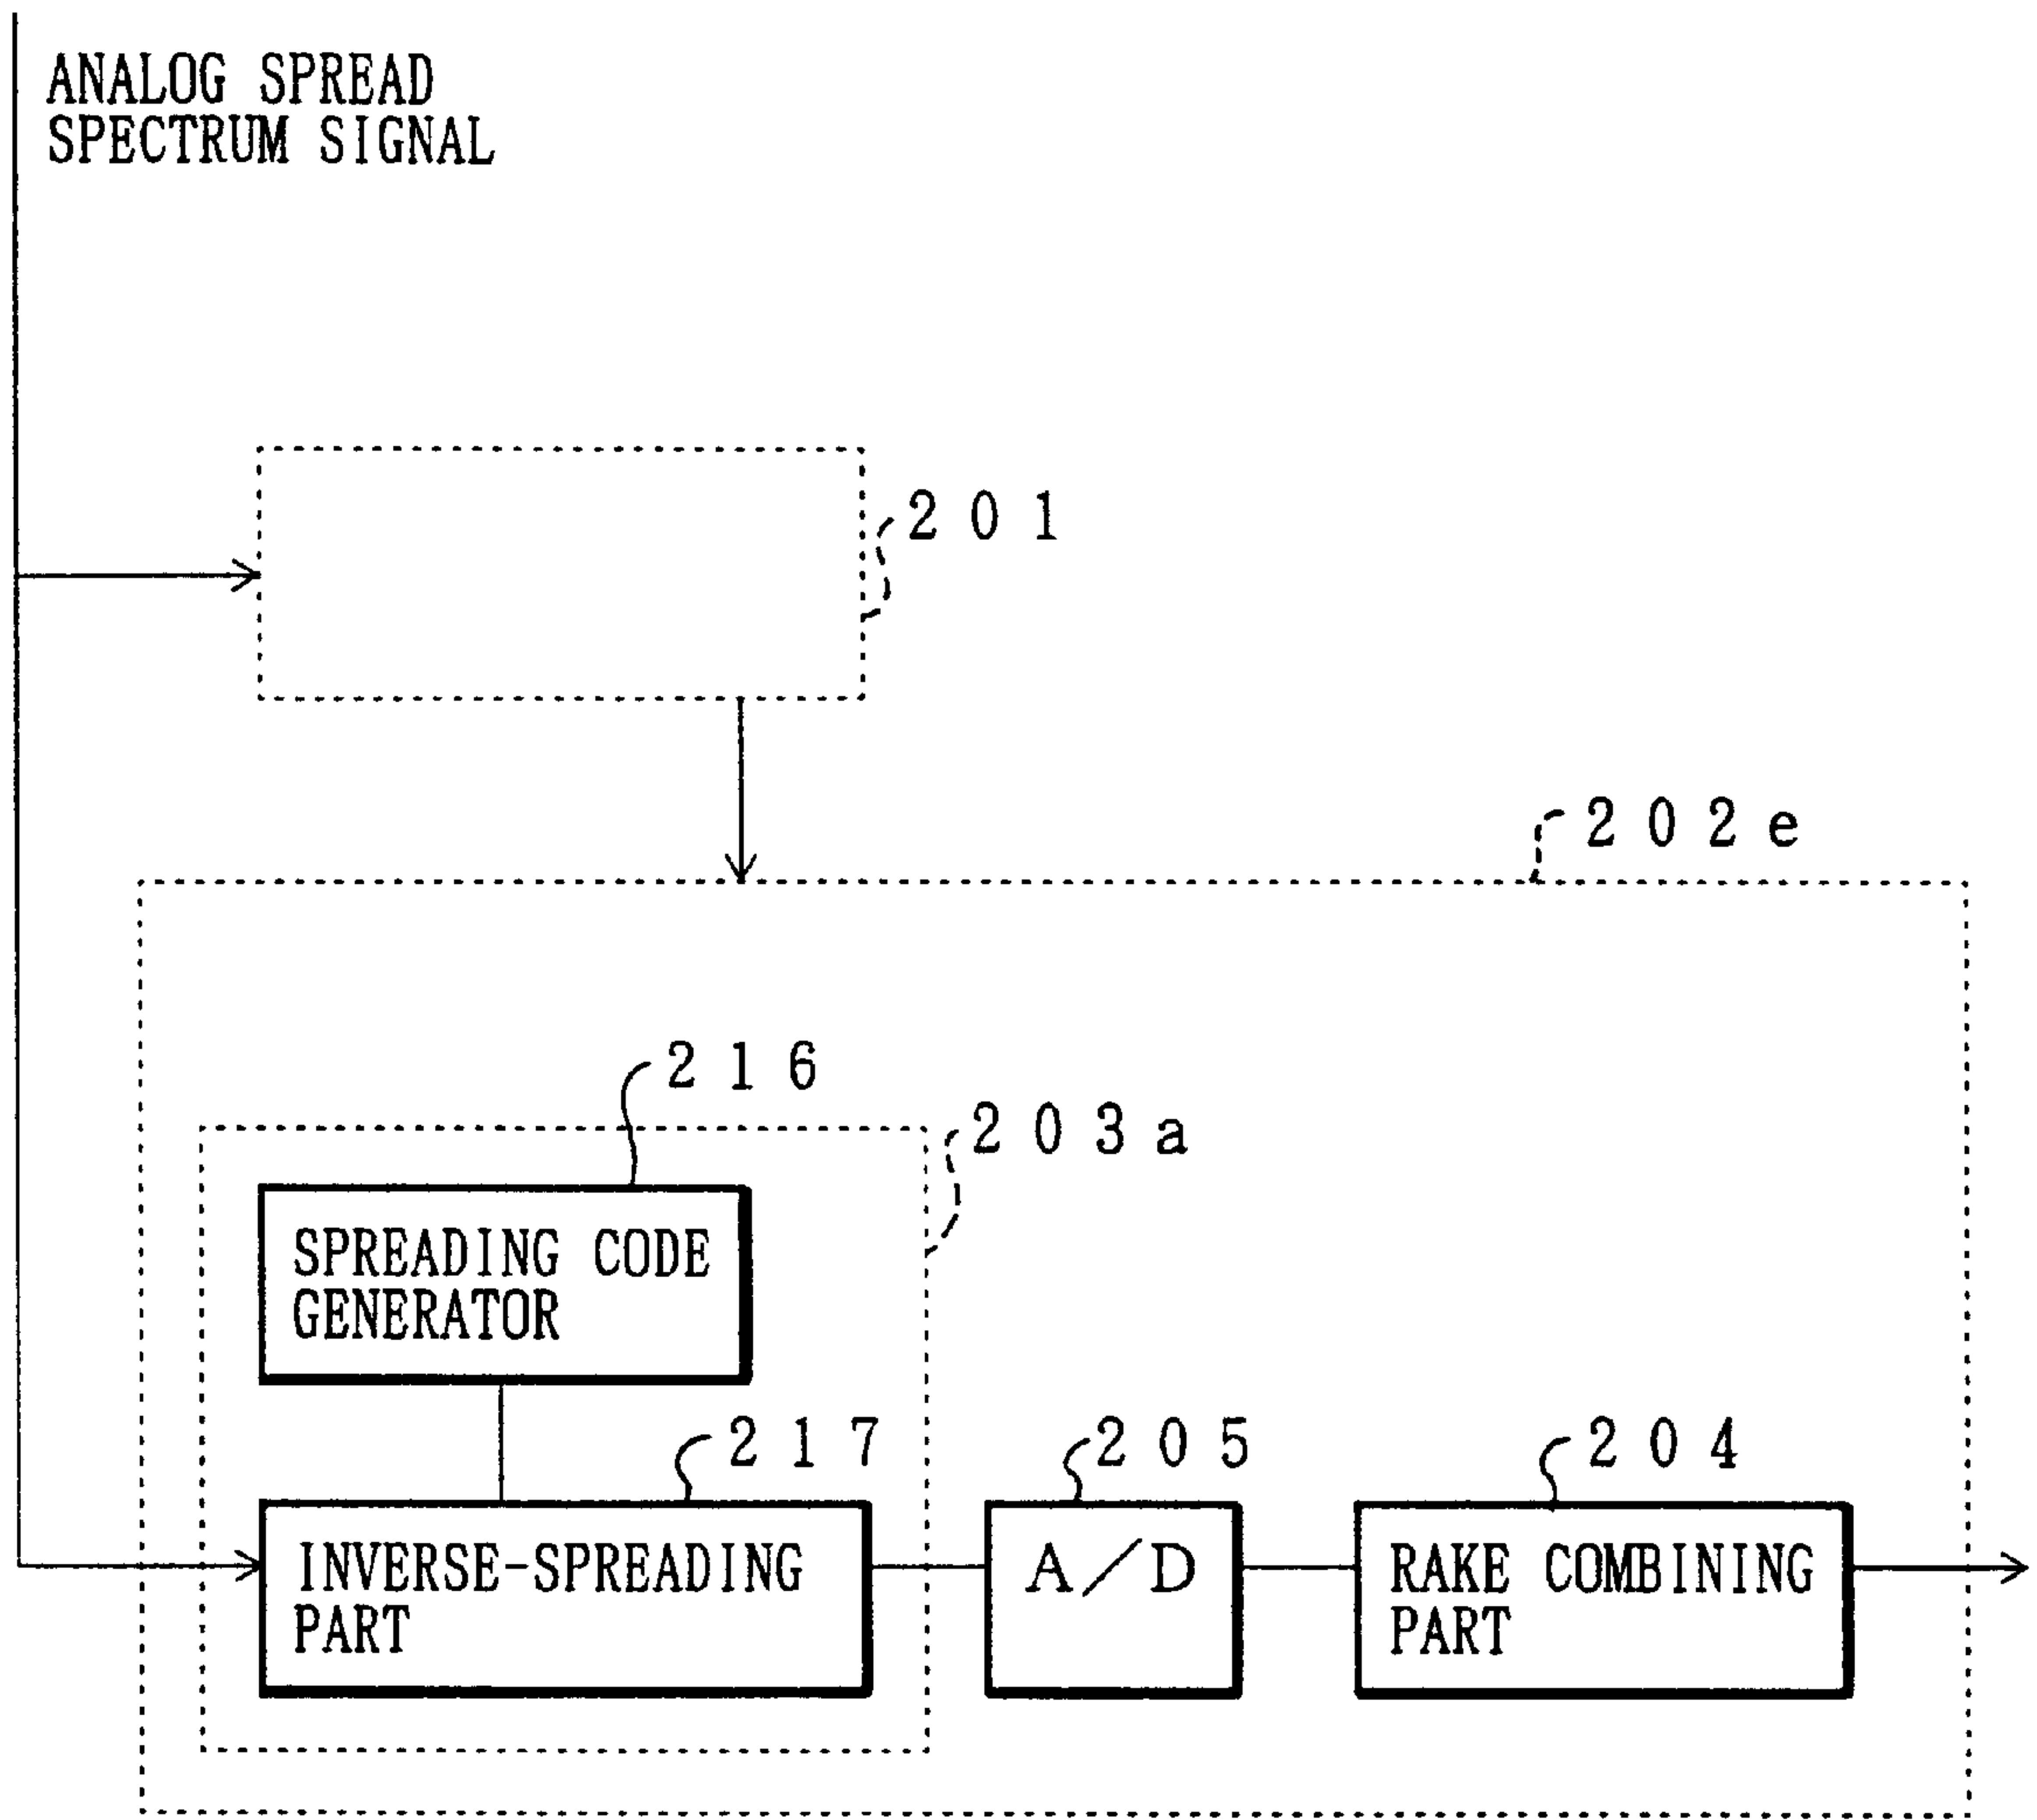 ANALOG SPREAD
SPECTRUM SIGNAL
201
202e
216
203a
SPREADING CODE
GENERATOR
217
205
204
INVERSE-SPREADING
PART
A/D
RAKE COMBINING
PART